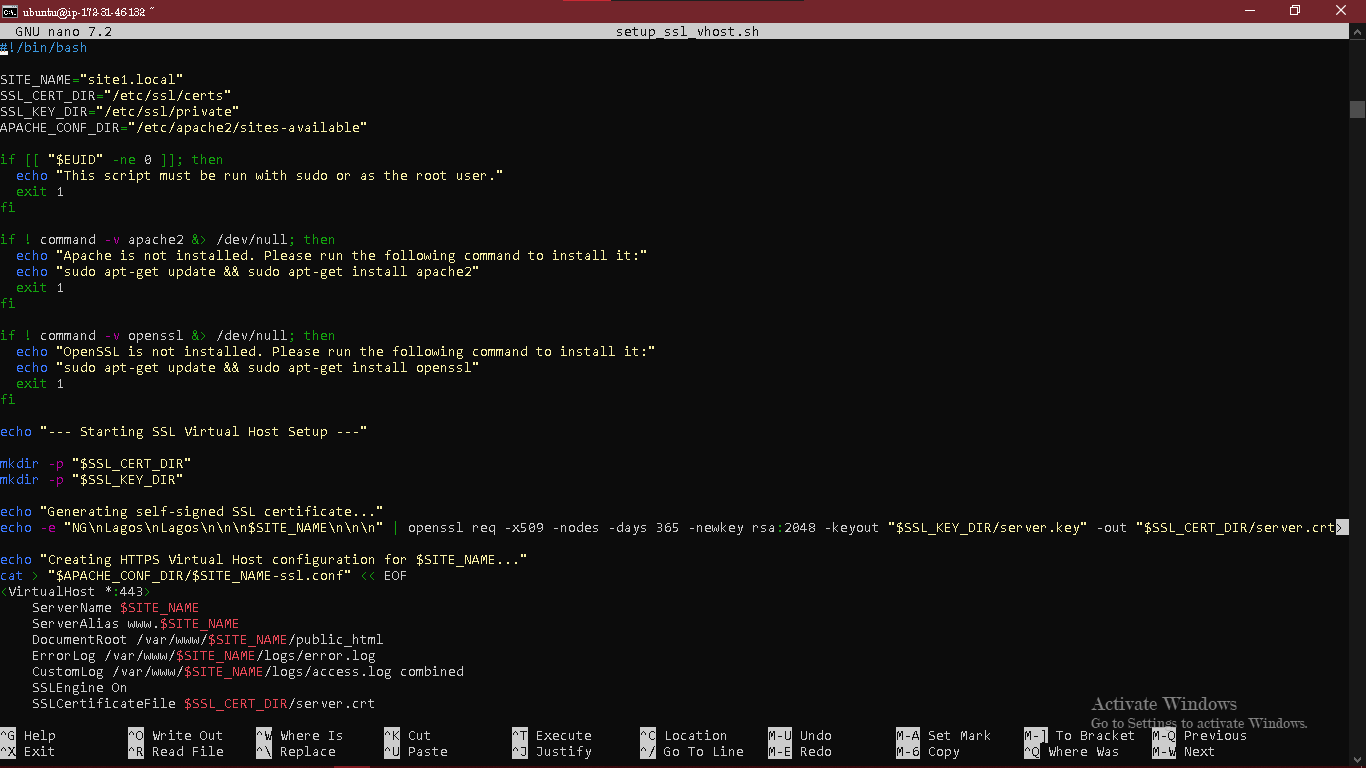 ubuntu@ip-172-31-46-132: ~
GNU nano 7.2 setup_ssl_vhost.sh
#!/bin/bash
SITE_NAME="site1.local"
SSL_CERT_DIR="/etc/ssl/certs"
SSL_KEY_DIR="/etc/ssl/private"
APACHE_CONF_DIR="/etc/apache2/sites-available"
if [[ "$EUID" -ne 0 ]]; then
echo "This script must be run with sudo or as the root user."
exit 1
fi
if ! command -v apache2 &> /dev/null; then
echo "Apache is not installed. Please run the following command to install it:"
echo "sudo apt-get update && sudo apt-get install apache2"
exit 1
fi
if ! command -v openssl &> /dev/null; then
echo "OpenSSL is not installed. Please run the following command to install it:"
echo "sudo apt-get update && sudo apt-get install openssl"
exit 1
fi
echo "--- Starting SSL Virtual Host Setup ---"
mkdir -p "$SSL_CERT_DIR"
mkdir -p "$SSL_KEY_DIR"
echo "Generating self-signed SSL certificate..."
echo -e "NG\nLagos\nLagos\n\n\n$SITE_NAME\n\n\n" | openssl req -x509 -nodes -days 365 -newkey rsa:2048 -keyout "$SSL_KEY_DIR/server.key" -out "$SSL_CERT_DIR/server.crt>
echo "Creating HTTPS Virtual Host configuration for $SITE_NAME..."
cat > "$APACHE_CONF_DIR/$SITE_NAME-ssl.conf" << EOF
<VirtualHost *:443>
ServerName $SITE_NAME
ServerAlias www.$SITE_NAME
DocumentRoot /var/www/$SITE_NAME/public_html
ErrorLog /var/www/$SITE_NAME/logs/error.log
CustomLog /var/www/$SITE_NAME/logs/access.log combined
SSLEngine On
SSLCertificateFile $SSL_CERT_DIR/server.crt
Activate Windows
Go to Settings to activate Windows.
^G Help ^O Write Out ^W Where Is ^K Cut ^T Execute ^C Location M-U Undo M-A Set Mark M-] To Bracket M-Q Previous
^X Exit ^R Read File ^\ Replace ^U Paste ^J Justify ^/ Go To Line M-E Redo M-6 Copy ^Q Where Was M-W Next